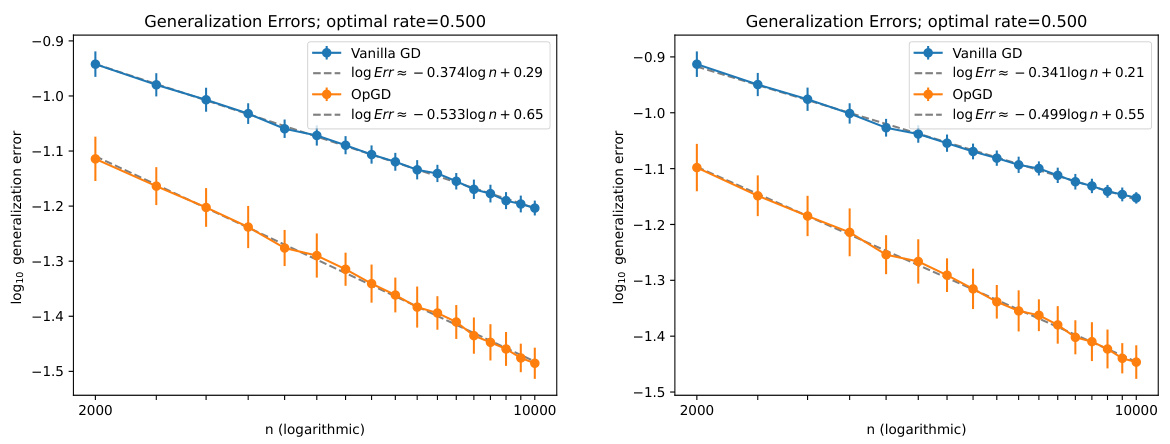 Generalization Errors; optimal rate=0.500
−0.9
−1.0
−1.1
−1.2
−1.3
−1.4
−1.5
log₁₀ generalization error
Vanilla GD
log Err ≈ −0.374log n + 0.29
OpGD
log Err ≈ −0.533log n + 0.65
2000
10000
n (logarithmic)
Generalization Errors; optimal rate=0.500
−0.9
−1.0
−1.1
−1.2
−1.3
−1.4
−1.5
log₁₀ generalization error
Vanilla GD
log Err ≈ −0.341log n + 0.21
OpGD
log Err ≈ −0.499log n + 0.55
2000
10000
n (logarithmic)